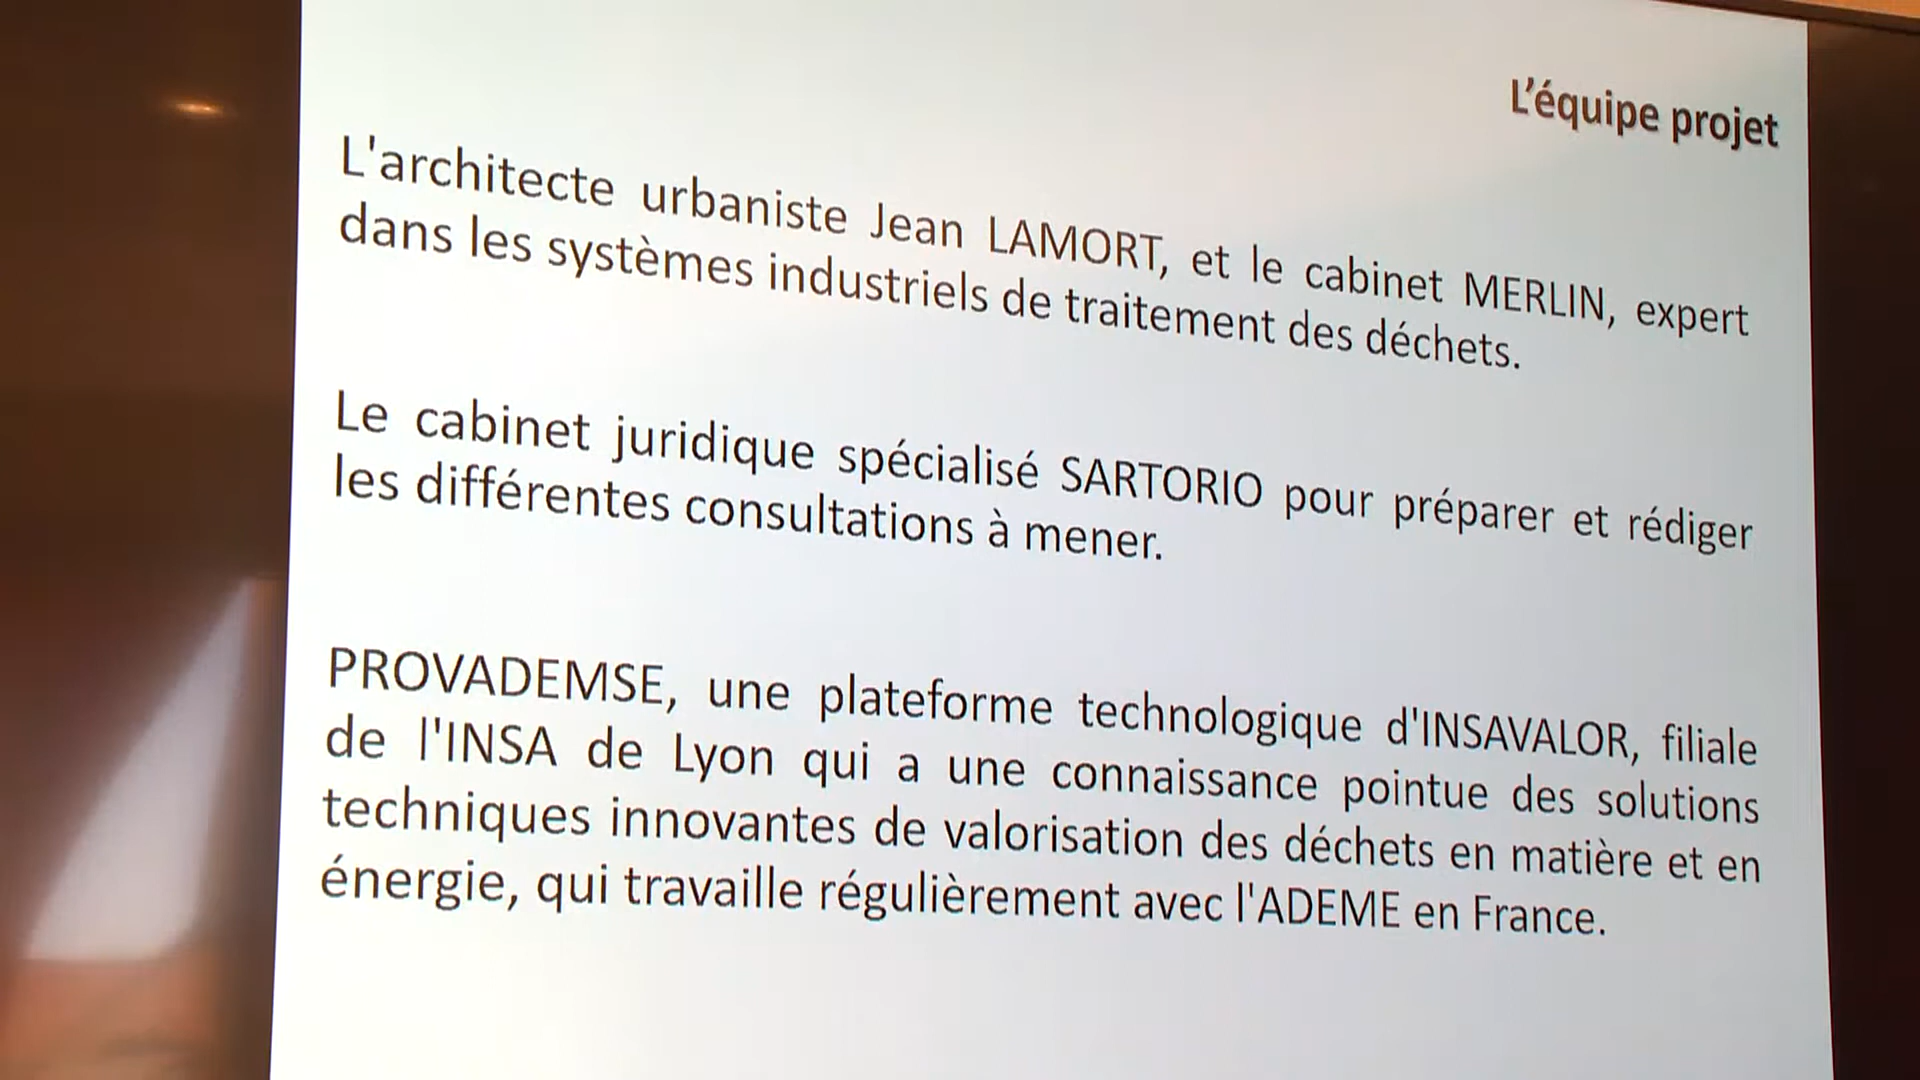 L’équipe projet
L'architecte urbaniste Jean LAMORT, et le cabinet MERLIN, expert
dans les systèmes industriels de traitement des déchets.
Le cabinet juridique spécialisé SARTORIO pour préparer et rédiger
les différentes consultations à mener.
PROVADEMSE, une plateforme technologique d'INSAVALOR, filiale
de l'INSA de Lyon qui a une connaissance pointue des solutions
techniques innovantes de valorisation des déchets en matière et en
énergie, qui travaille régulièrement avec l'ADEME en France.